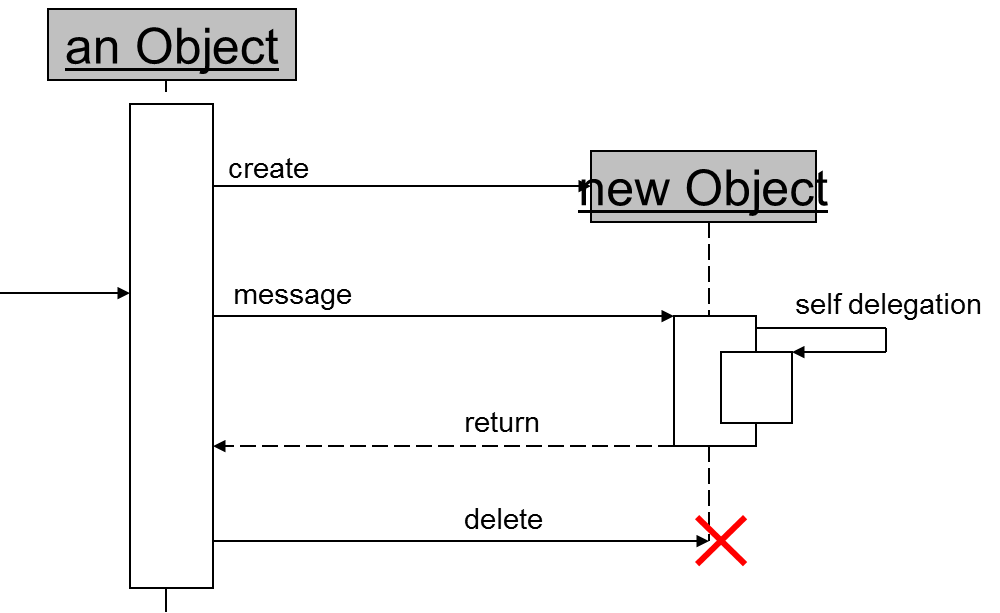 an Object
create
new Object
message
self delegation
return
delete